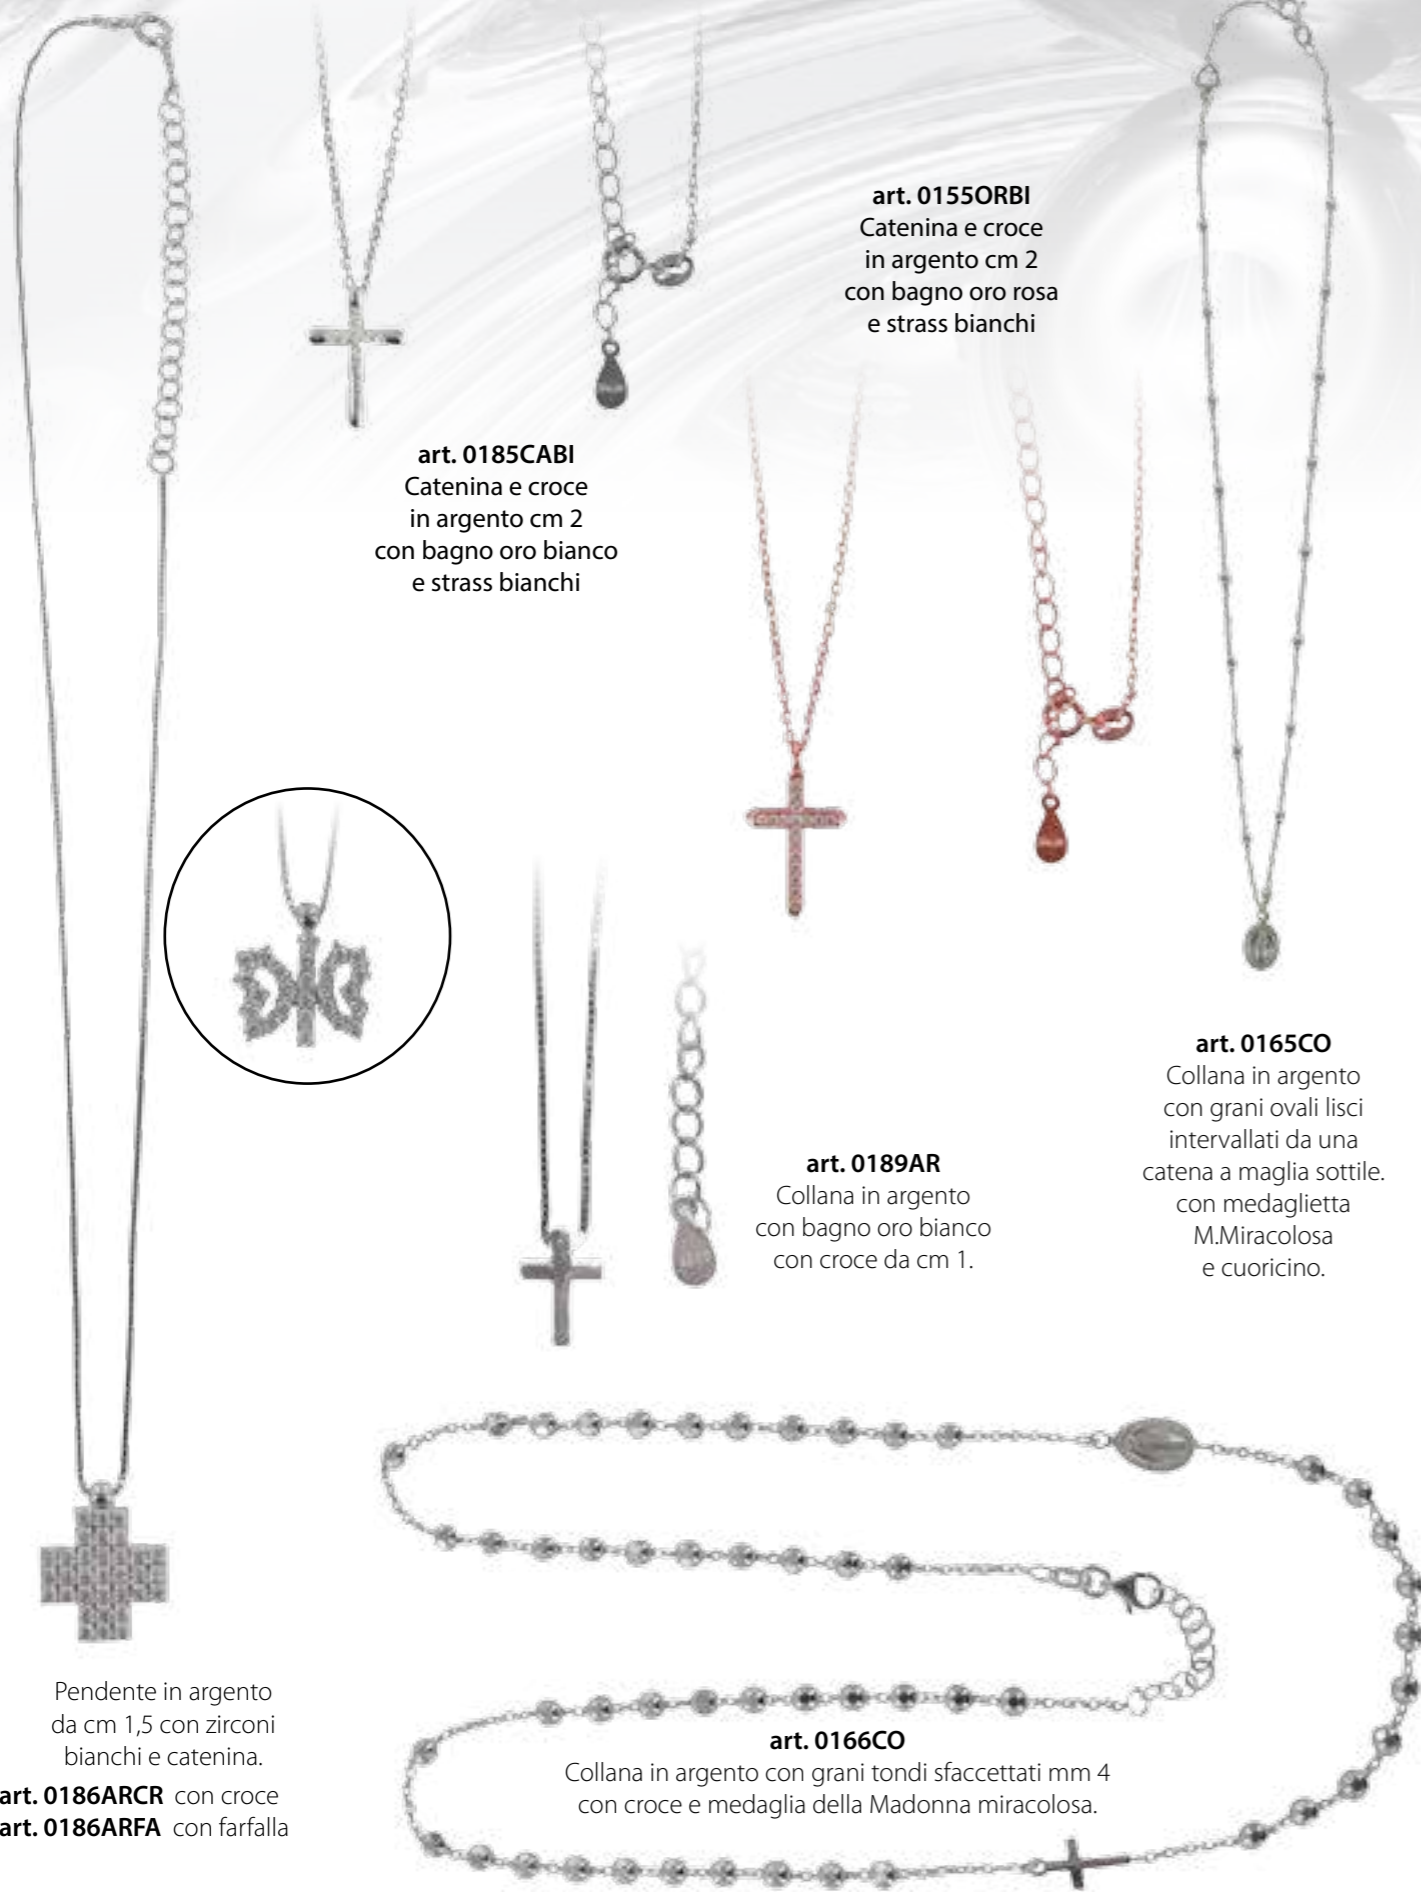 art. 0155ORBI
Catenina e croce
in argento cm 2
con bagno oro rosa
e strass bianchi
art. 0185CABI
Catenina e croce
in argento cm 2
con bagno oro bianco
e strass bianchi
art. 0165CO
Collana in argento
con grani ovali lisci
intervallati da una
catena a maglia sottile.
con medaglietta
M.Miracolosa
e cuoricino.
art. 0189AR
Collana in argento
con bagno oro bianco
con croce da cm 1.
Pendente in argento
da cm 1,5 con zirconi
bianchi e catenina.
art. 0186ARCR con croce
art. 0186ARFA con farfalla
art. 0166CO
Collana in argento con grani tondi sfaccettati mm 4
con croce e medaglia della Madonna miracolosa.